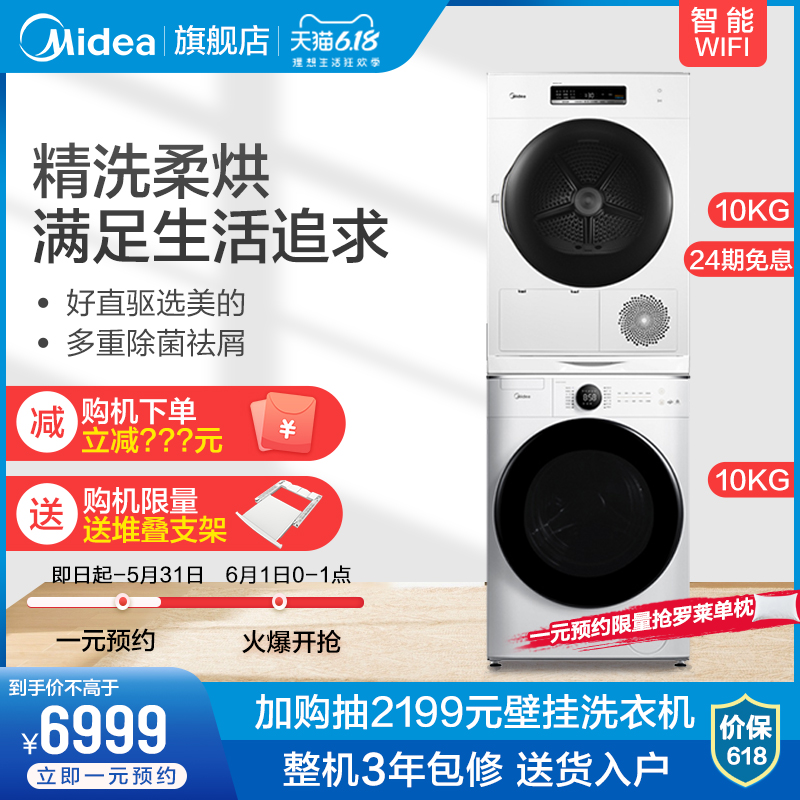 Midea 旗舰店 天猫6.18
理想生活狂欢季
智能
WIFI
精洗柔烘
满足生活追求
• 好直驱选美的
• 多重除菌祛屑
Midea
10KG
24期免息
减 购机下单
立减???元
¥
送 购机限量
送堆叠支架
Midea
10KG
即日起-5月31日 6月1日0-1点
一元预约 火爆开抢
一元预约限量抢罗莱单枕
到手价不高于
¥6999
立即一元预约
加购抽2199元壁挂洗衣机
整机3年包修 送货入户
价保
618